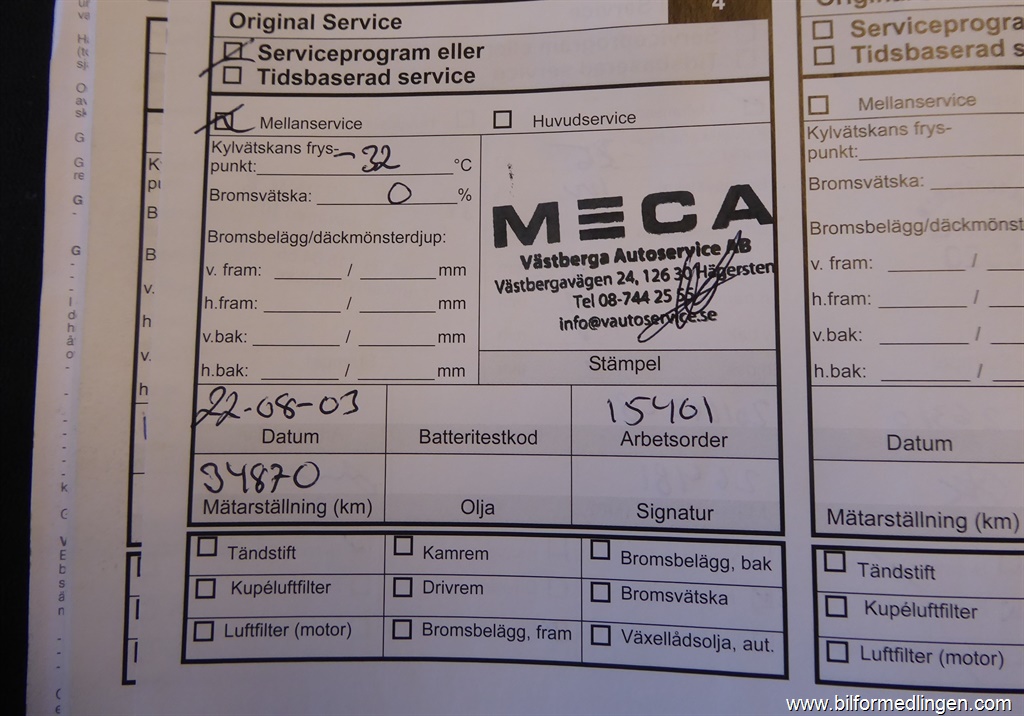 4
Original Service
Serviceprogram eller
Tidsbaserad service
Mellanservice
Huvudservice
Kylvätskans frys-
punkt: -32 °C
Bromsvätska: 0 %
Bromsbelägg/däckmönsterdjup:
v. fram: / mm
h.fram: / mm
v.bak: / mm
h.bak: / mm
MECA
Västberga Autoservice AB
Västbergavägen 24, 126 30 Hägersten
Tel 08-744 25
info@vautoservice.se
Stämpel
22-08-03
Datum
Batteritestkod
15401
Arbetsorder
34870
Mätarställning (km)
Olja
Signatur
Tändstift
Kamrem
Bromsbelägg, bak
Kupéluftfilter
Drivrem
Bromsvätska
Luftfilter (motor)
Bromsbelägg, fram
Växellådsolja, aut.
Serviceprogra
Tidsbaserad s
Mellanservice
Kylvätskans frys-
punkt:
Bromsvätska:
Bromsbelägg/däckmönster
v. fram: /
h.fram: /
v.bak: /
h.bak: /
Datum
Mätarställning (km)
Tändstift
Kupéluftfilter
Luftfilter (motor)
www.bilformedlingen.com